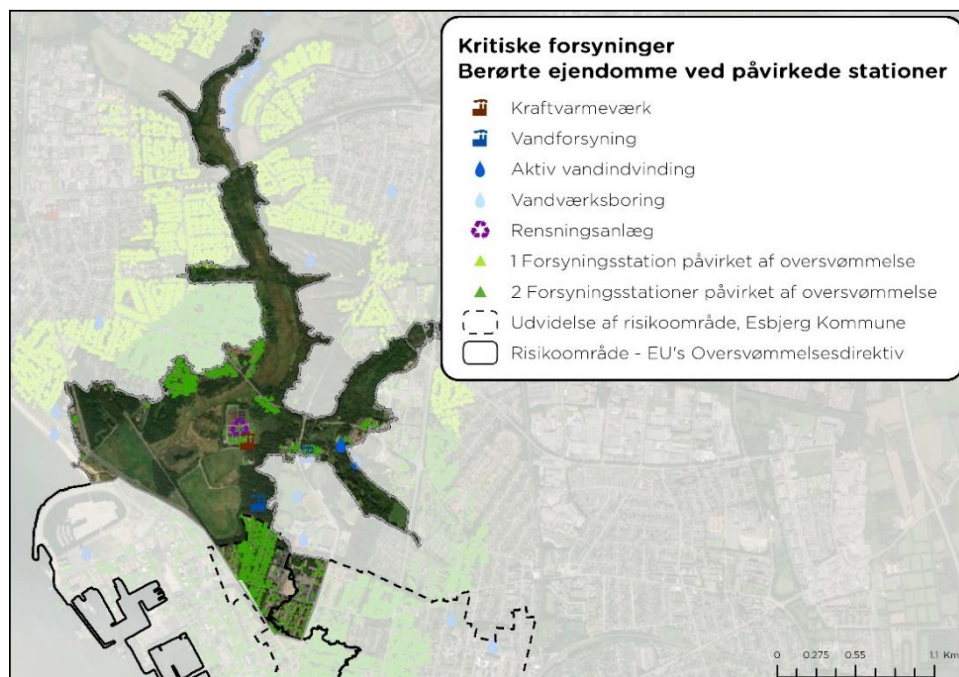 Kritiske forsyninger
Berørte ejendomme ved påvirkede stationer
Kraftvarmeværk
Vandforsyning
Aktiv vandindvinding
Vandværksboring
Rensningsanlæg
1 Forsyningsstation påvirket af oversvømmelse
2 Forsyningsstationer påvirket af oversvømmelse
Udvidelse af risikoområde, Esbjerg Kommune
Risikoområde - EU's Oversvømmelsesdirektiv
0 0.275 0.55 1.1 Km